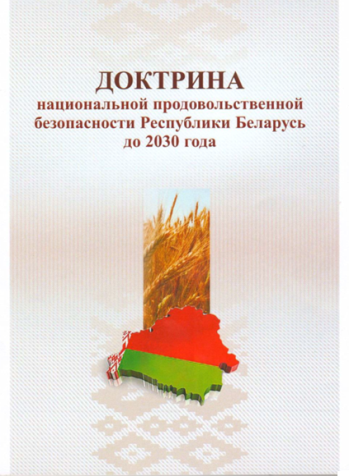 ДОКТРИНА
национальной продовольственной
безопасности Республики Беларусь
до 2030 года